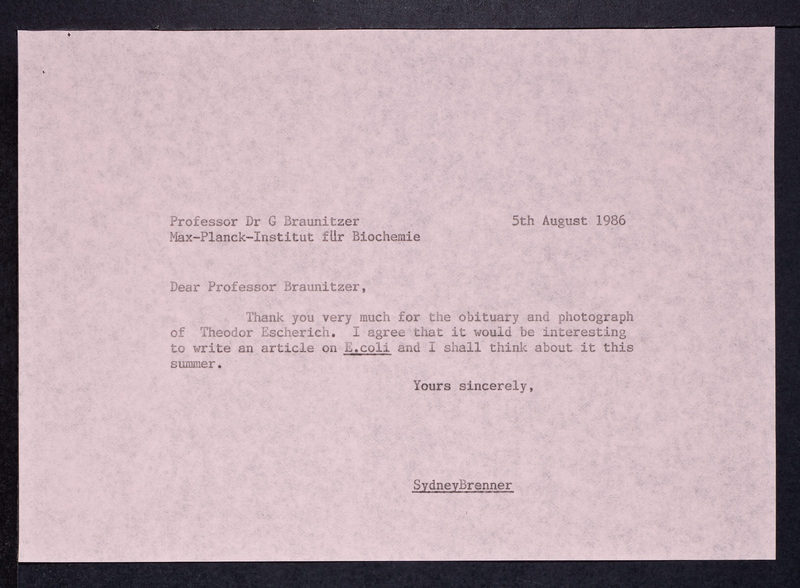 Professor Dr G Braunitzer 5th August 1986
Max-Planck-Institut für Biochemie
Dear Professor Braunitzer,
Thank you very much for the obituary and photograph
of Theodor Escherich. I agree that it would be interesting
to write an article on E.coli and I shall think about it this
summer.
Yours sincerely,
SydneyBrenner